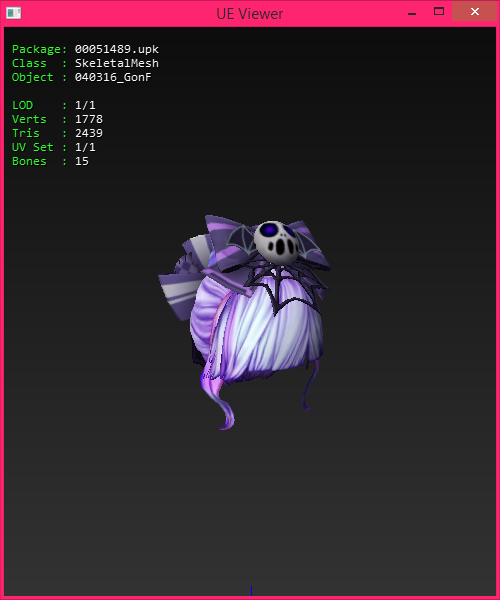 UE Viewer
Package: 00051489.upk
Class  : SkeletalMesh
Object : 040316_GonF
LOD    : 1/1
Verts  : 1778
Tris   : 2439
UV Set : 1/1
Bones  : 15